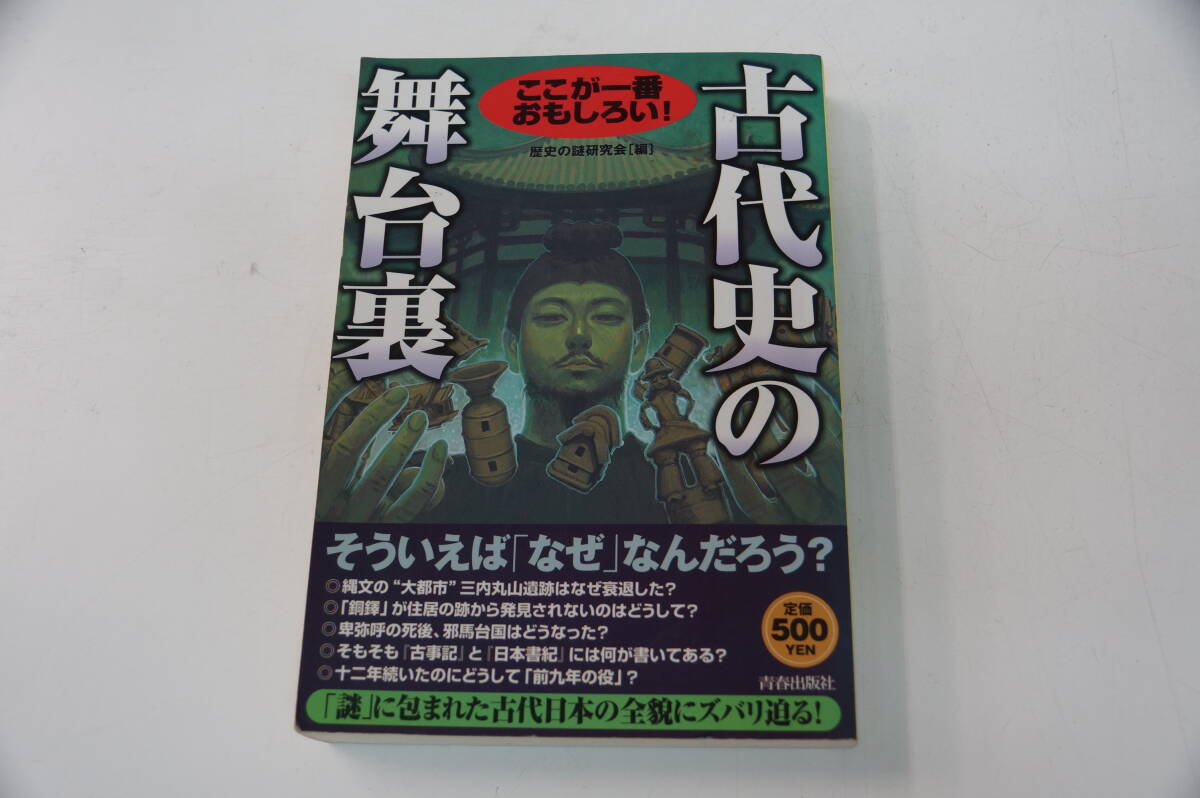 ここが一番
おもしろい!
古代史の
舞台裏
歴史の謎研究会[編]
そういえば「なぜ」なんだろう?
◎縄文の“大都市”三内丸山遺跡はなぜ衰退した?
◎「銅鐸」が住居の跡から発見されないのはどうして?
◎卑弥呼の死後、邪馬台国はどうなった?
◎そもそも『古事記』と『日本書紀』には何が書いてある?
◎十二年続いたのにどうして「前九年の役」?
定価
500
YEN
青春出版社
「謎」に包まれた古代日本の全貌にズバリ迫る!